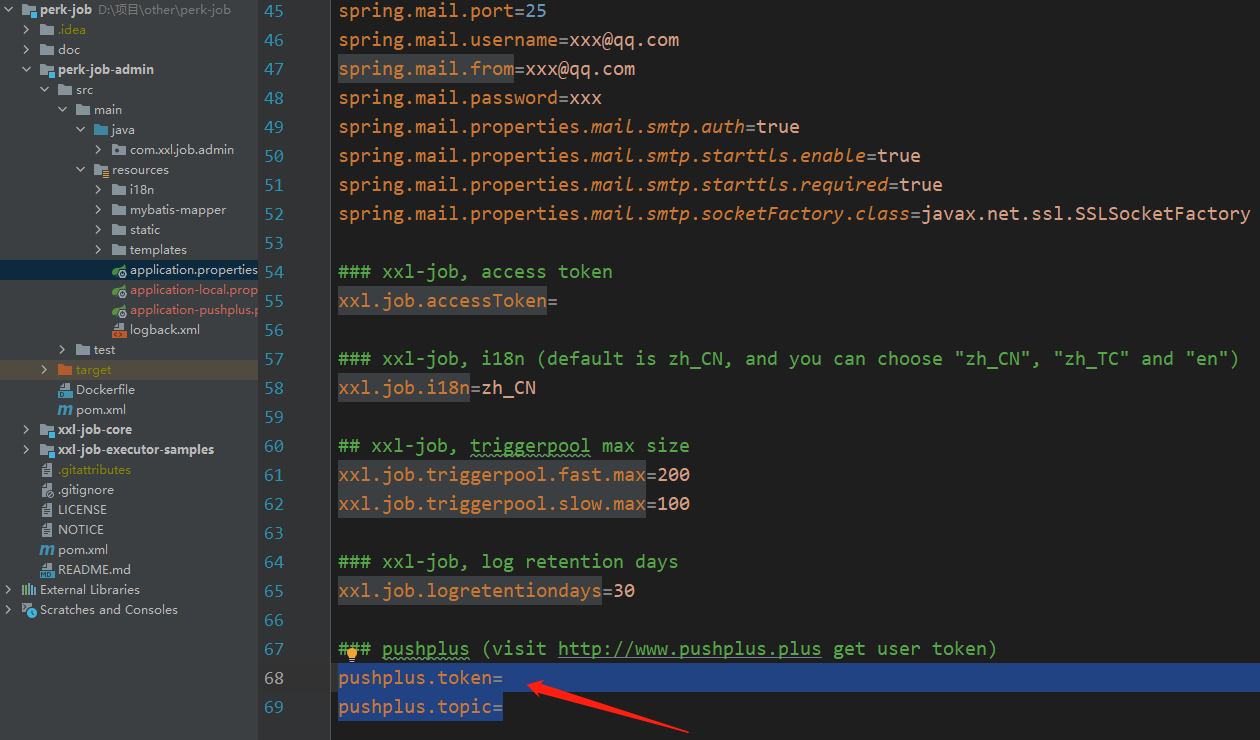 perk-job D:\项目\other\perk-job
.idea
doc
perk-job-admin
src
main
java
com.xxl.job.admin
resources
i18n
mybatis-mapper
static
templates
application.properties
application-local.prop
application-pushplus.p
logback.xml
test
target
Dockerfile
pom.xml
xxl-job-core
xxl-job-executor-samples
.gitattributes
.gitignore
LICENSE
NOTICE
pom.xml
README.md
External Libraries
Scratches and Consoles
45 spring.mail.port=25
46 spring.mail.username=xxx@qq.com
47 spring.mail.from=xxx@qq.com
48 spring.mail.password=xxx
49 spring.mail.properties.mail.smtp.auth=true
50 spring.mail.properties.mail.smtp.starttls.enable=true
51 spring.mail.properties.mail.smtp.starttls.required=true
52 spring.mail.properties.mail.smtp.socketFactory.class=javax.net.ssl.SSLSocketFactory
53
54 ### xxl-job, access token
55 xxl.job.accessToken=
56
57 ### xxl-job, i18n (default is zh_CN, and you can choose "zh_CN", "zh_TC" and "en")
58 xxl.job.i18n=zh_CN
59
60 ## xxl-job, triggerpool max size
61 xxl.job.triggerpool.fast.max=200
62 xxl.job.triggerpool.slow.max=100
63
64 ### xxl-job, log retention days
65 xxl.job.logretentiondays=30
66
67 ### pushplus (visit http://www.pushplus.plus get user token)
68 pushplus.token=
69 pushplus.topic=